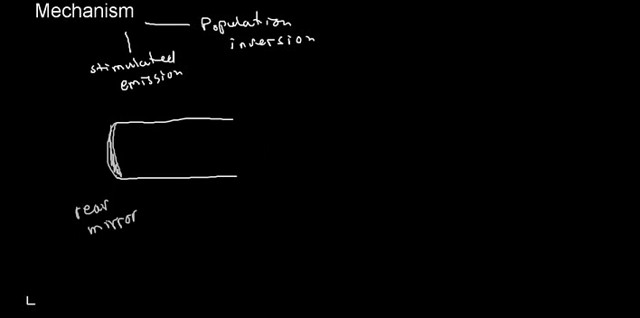 Mechanism
Population
inversion
stimulated
emission
rear
mirror
L